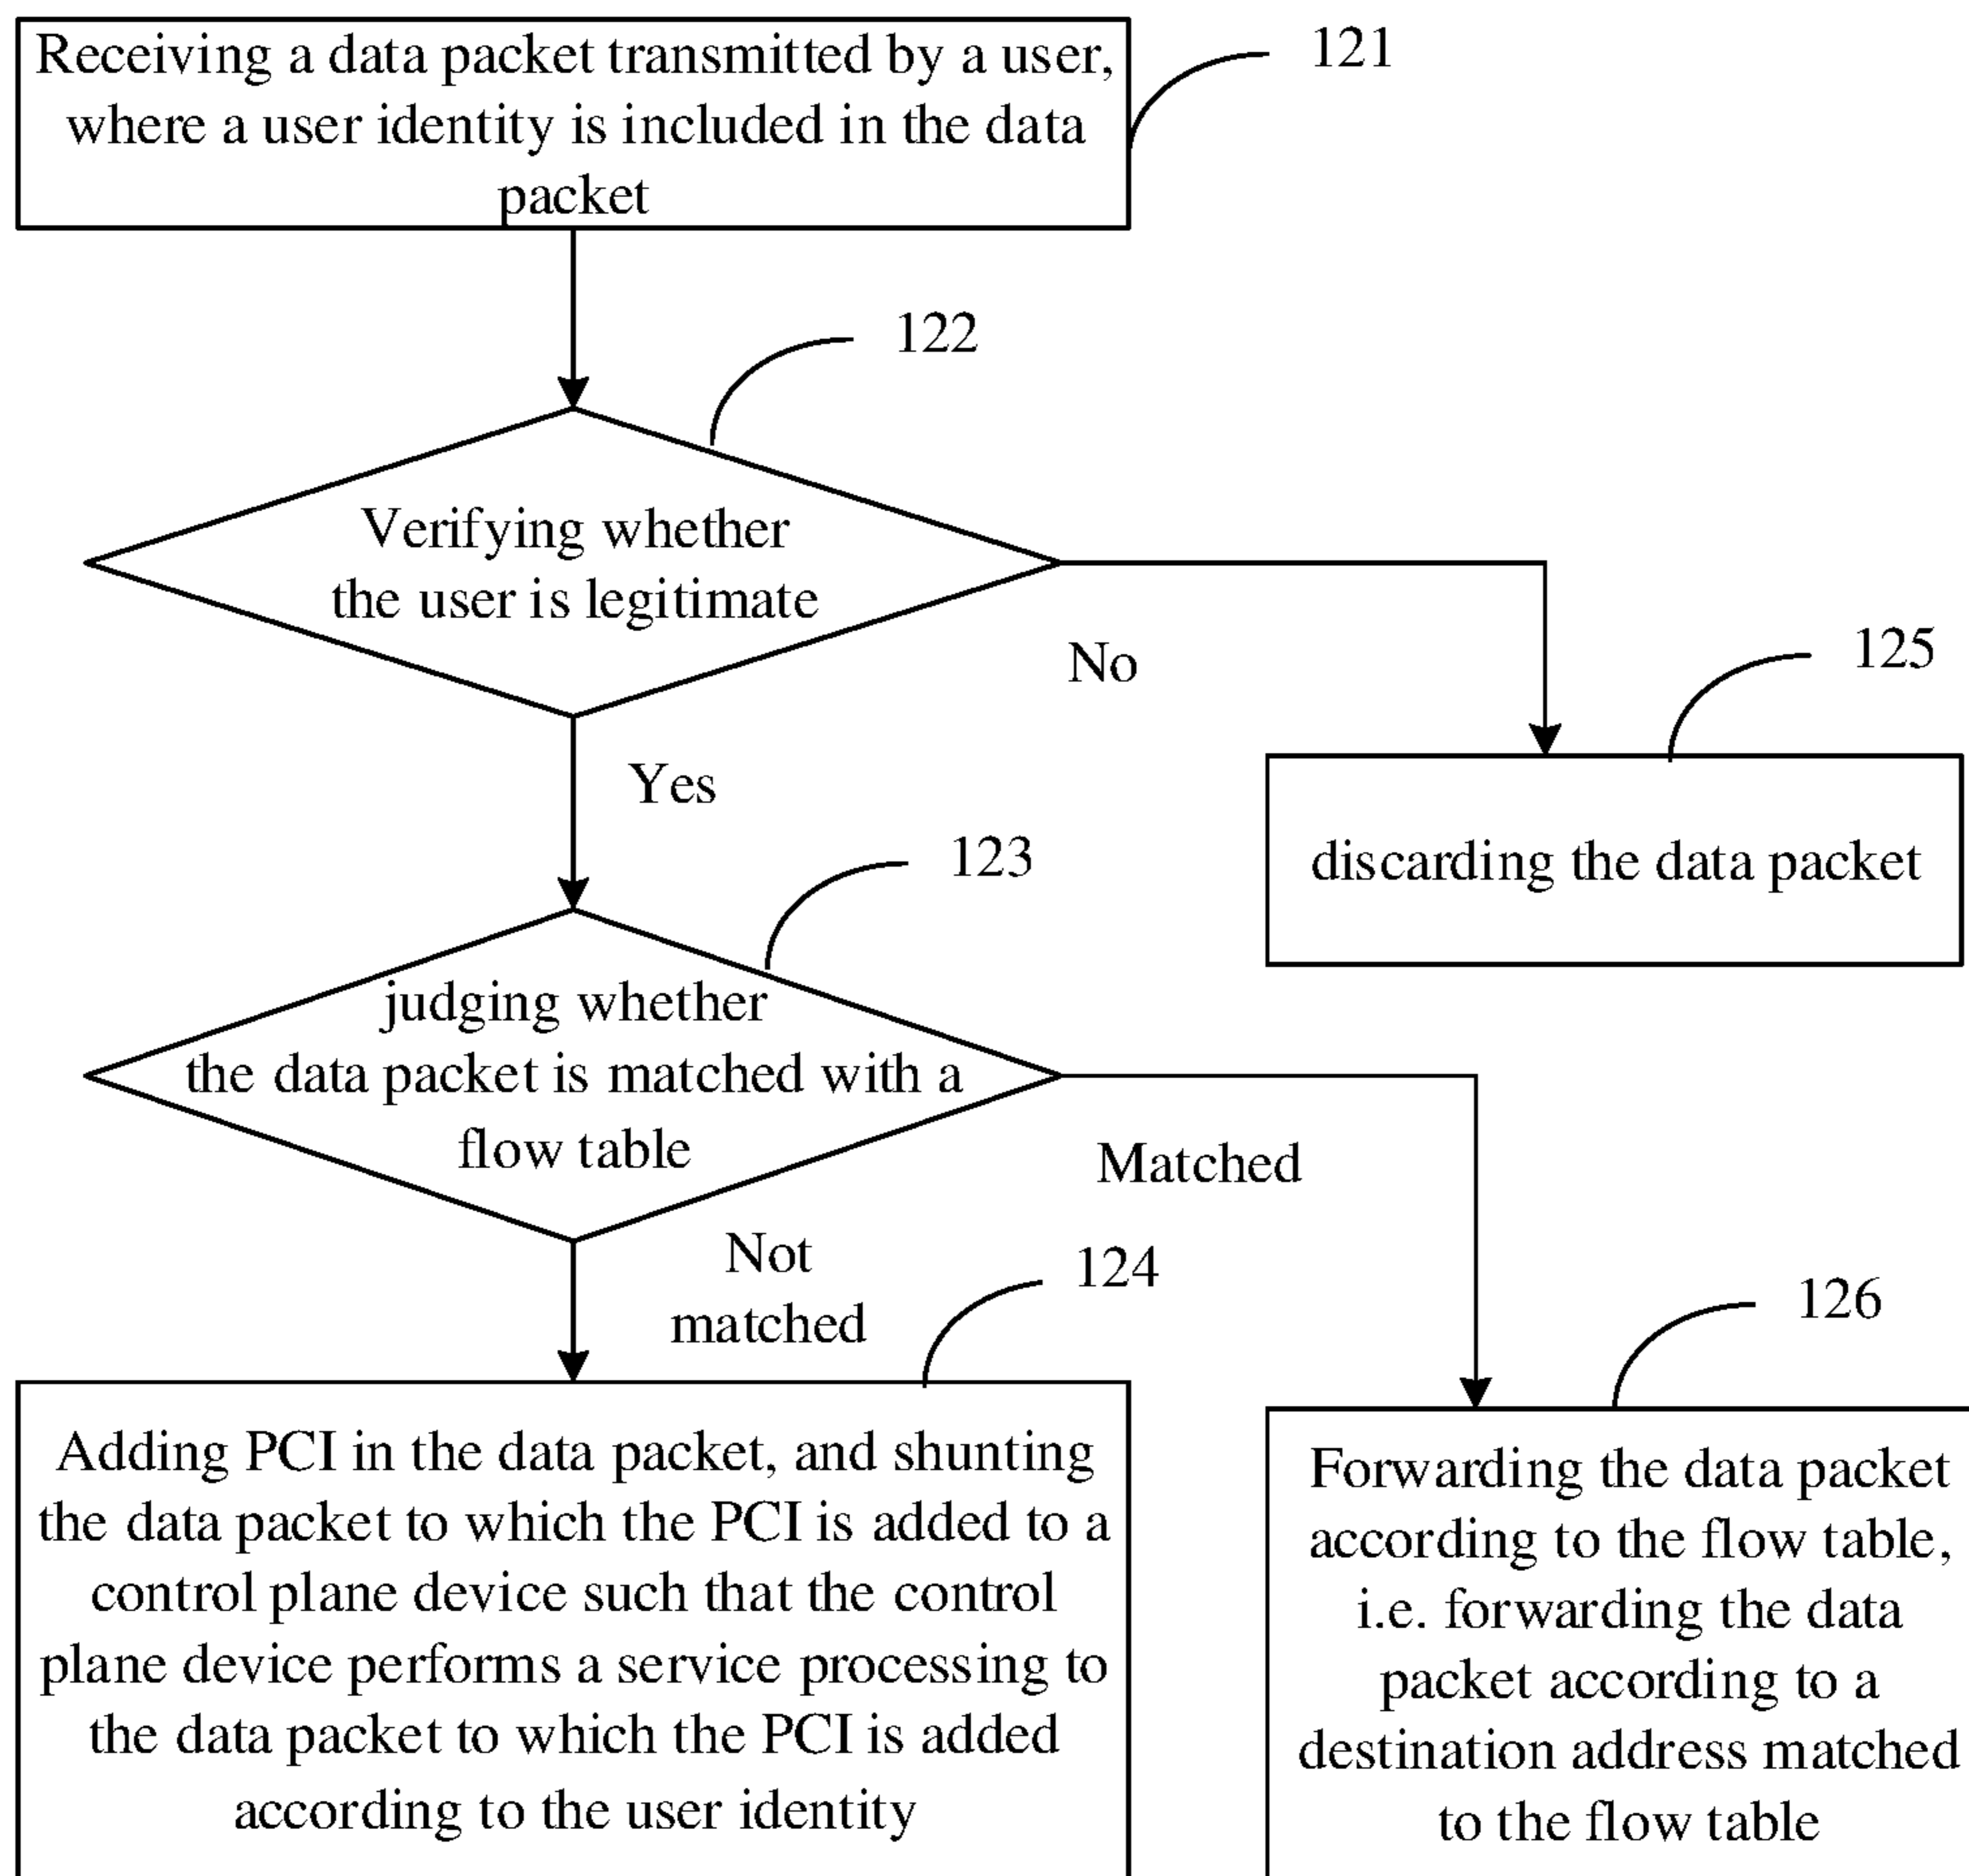 Receiving a data packet transmitted by a user,
where a user identity is included in the data
packet
121
122
Verifying whether
the user is legitimate
No
125
Yes
discarding the data packet
123
judging whether
the data packet is matched with a
flow table
Matched
Not
matched
124
126
Adding PCI in the data packet, and shunting
the data packet to which the PCI is added to a
control plane device such that the control
plane device performs a service processing to
the data packet to which the PCI is added
according to the user identity
Forwarding the data packet
according to the flow table,
i.e. forwarding the data
packet according to a
destination address matched
to the flow table